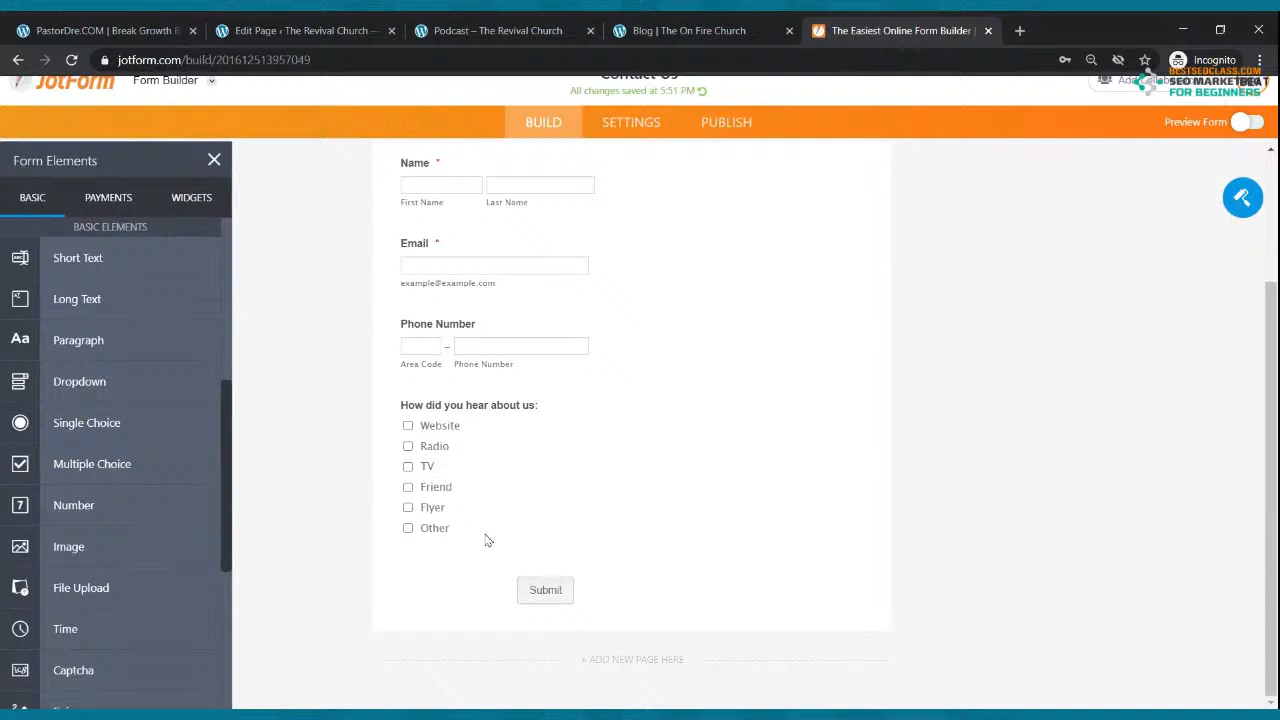 PastorDre.COM | Break Growth B
Edit Page ‹ The Revival Church —
Podcast – The Revival Church
Blog | The On Fire Church
The Easiest Online Form Builder |
jotform.com/build/201612513957049
Incognito
BESTSEOCLASS.COM
SEO MARKETBEAT
FOR BEGINNERS
JotForm
Form Builder
Contact Us
All changes saved at 5:51 PM
BUILD
SETTINGS
PUBLISH
Preview Form
Form Elements
BASIC
PAYMENTS
WIDGETS
BASIC ELEMENTS
Short Text
Long Text
Paragraph
Dropdown
Single Choice
Multiple Choice
Number
Image
File Upload
Time
Captcha
Name *
First Name
Last Name
Email *
example@example.com
Phone Number
Area Code
Phone Number
How did you hear about us:
Website
Radio
TV
Friend
Flyer
Other
Submit
+ ADD NEW PAGE HERE